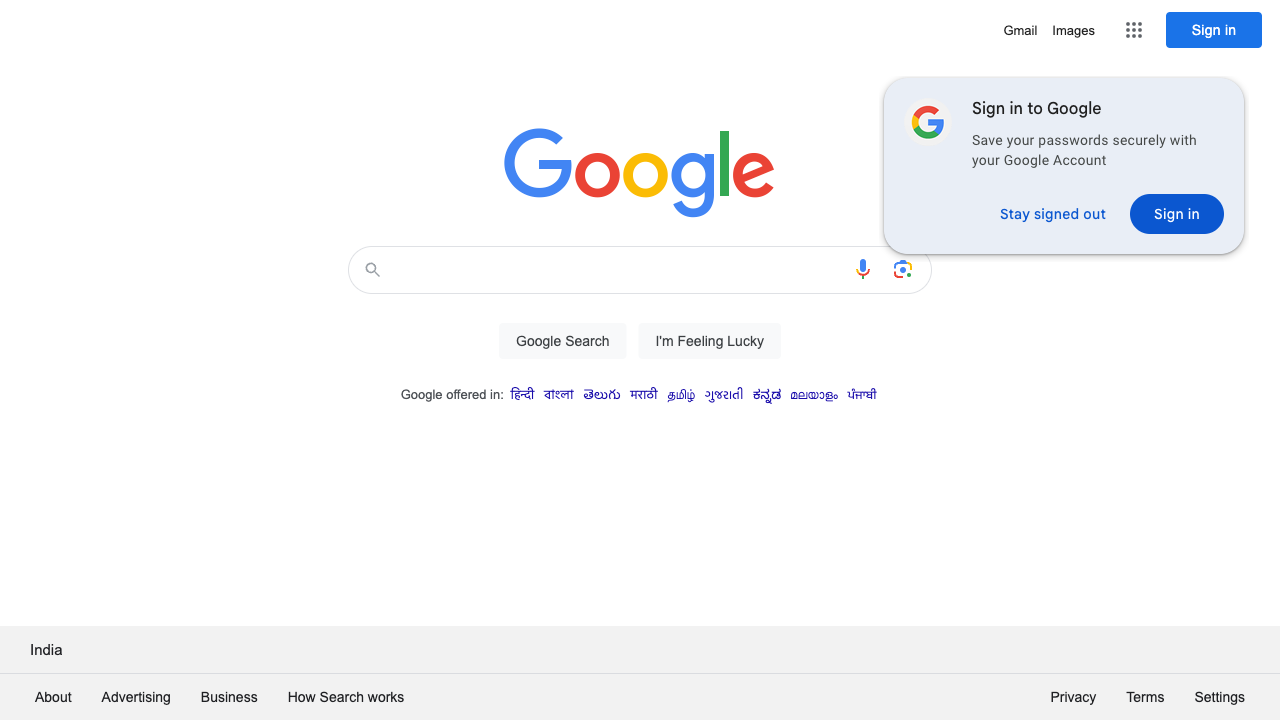 Gmail Images Sign in
Sign in to Google
Save your passwords securely with
your Google Account
Stay signed out Sign in
Google
Google Search I'm Feeling Lucky
Google offered in: हिन्दी বাংলা తెలుగు मराठी தமிழ் ગુજરાતી ಕನ್ನಡ മലയാളം ਪੰਜਾਬੀ
India
About Advertising Business How Search works Privacy Terms Settings